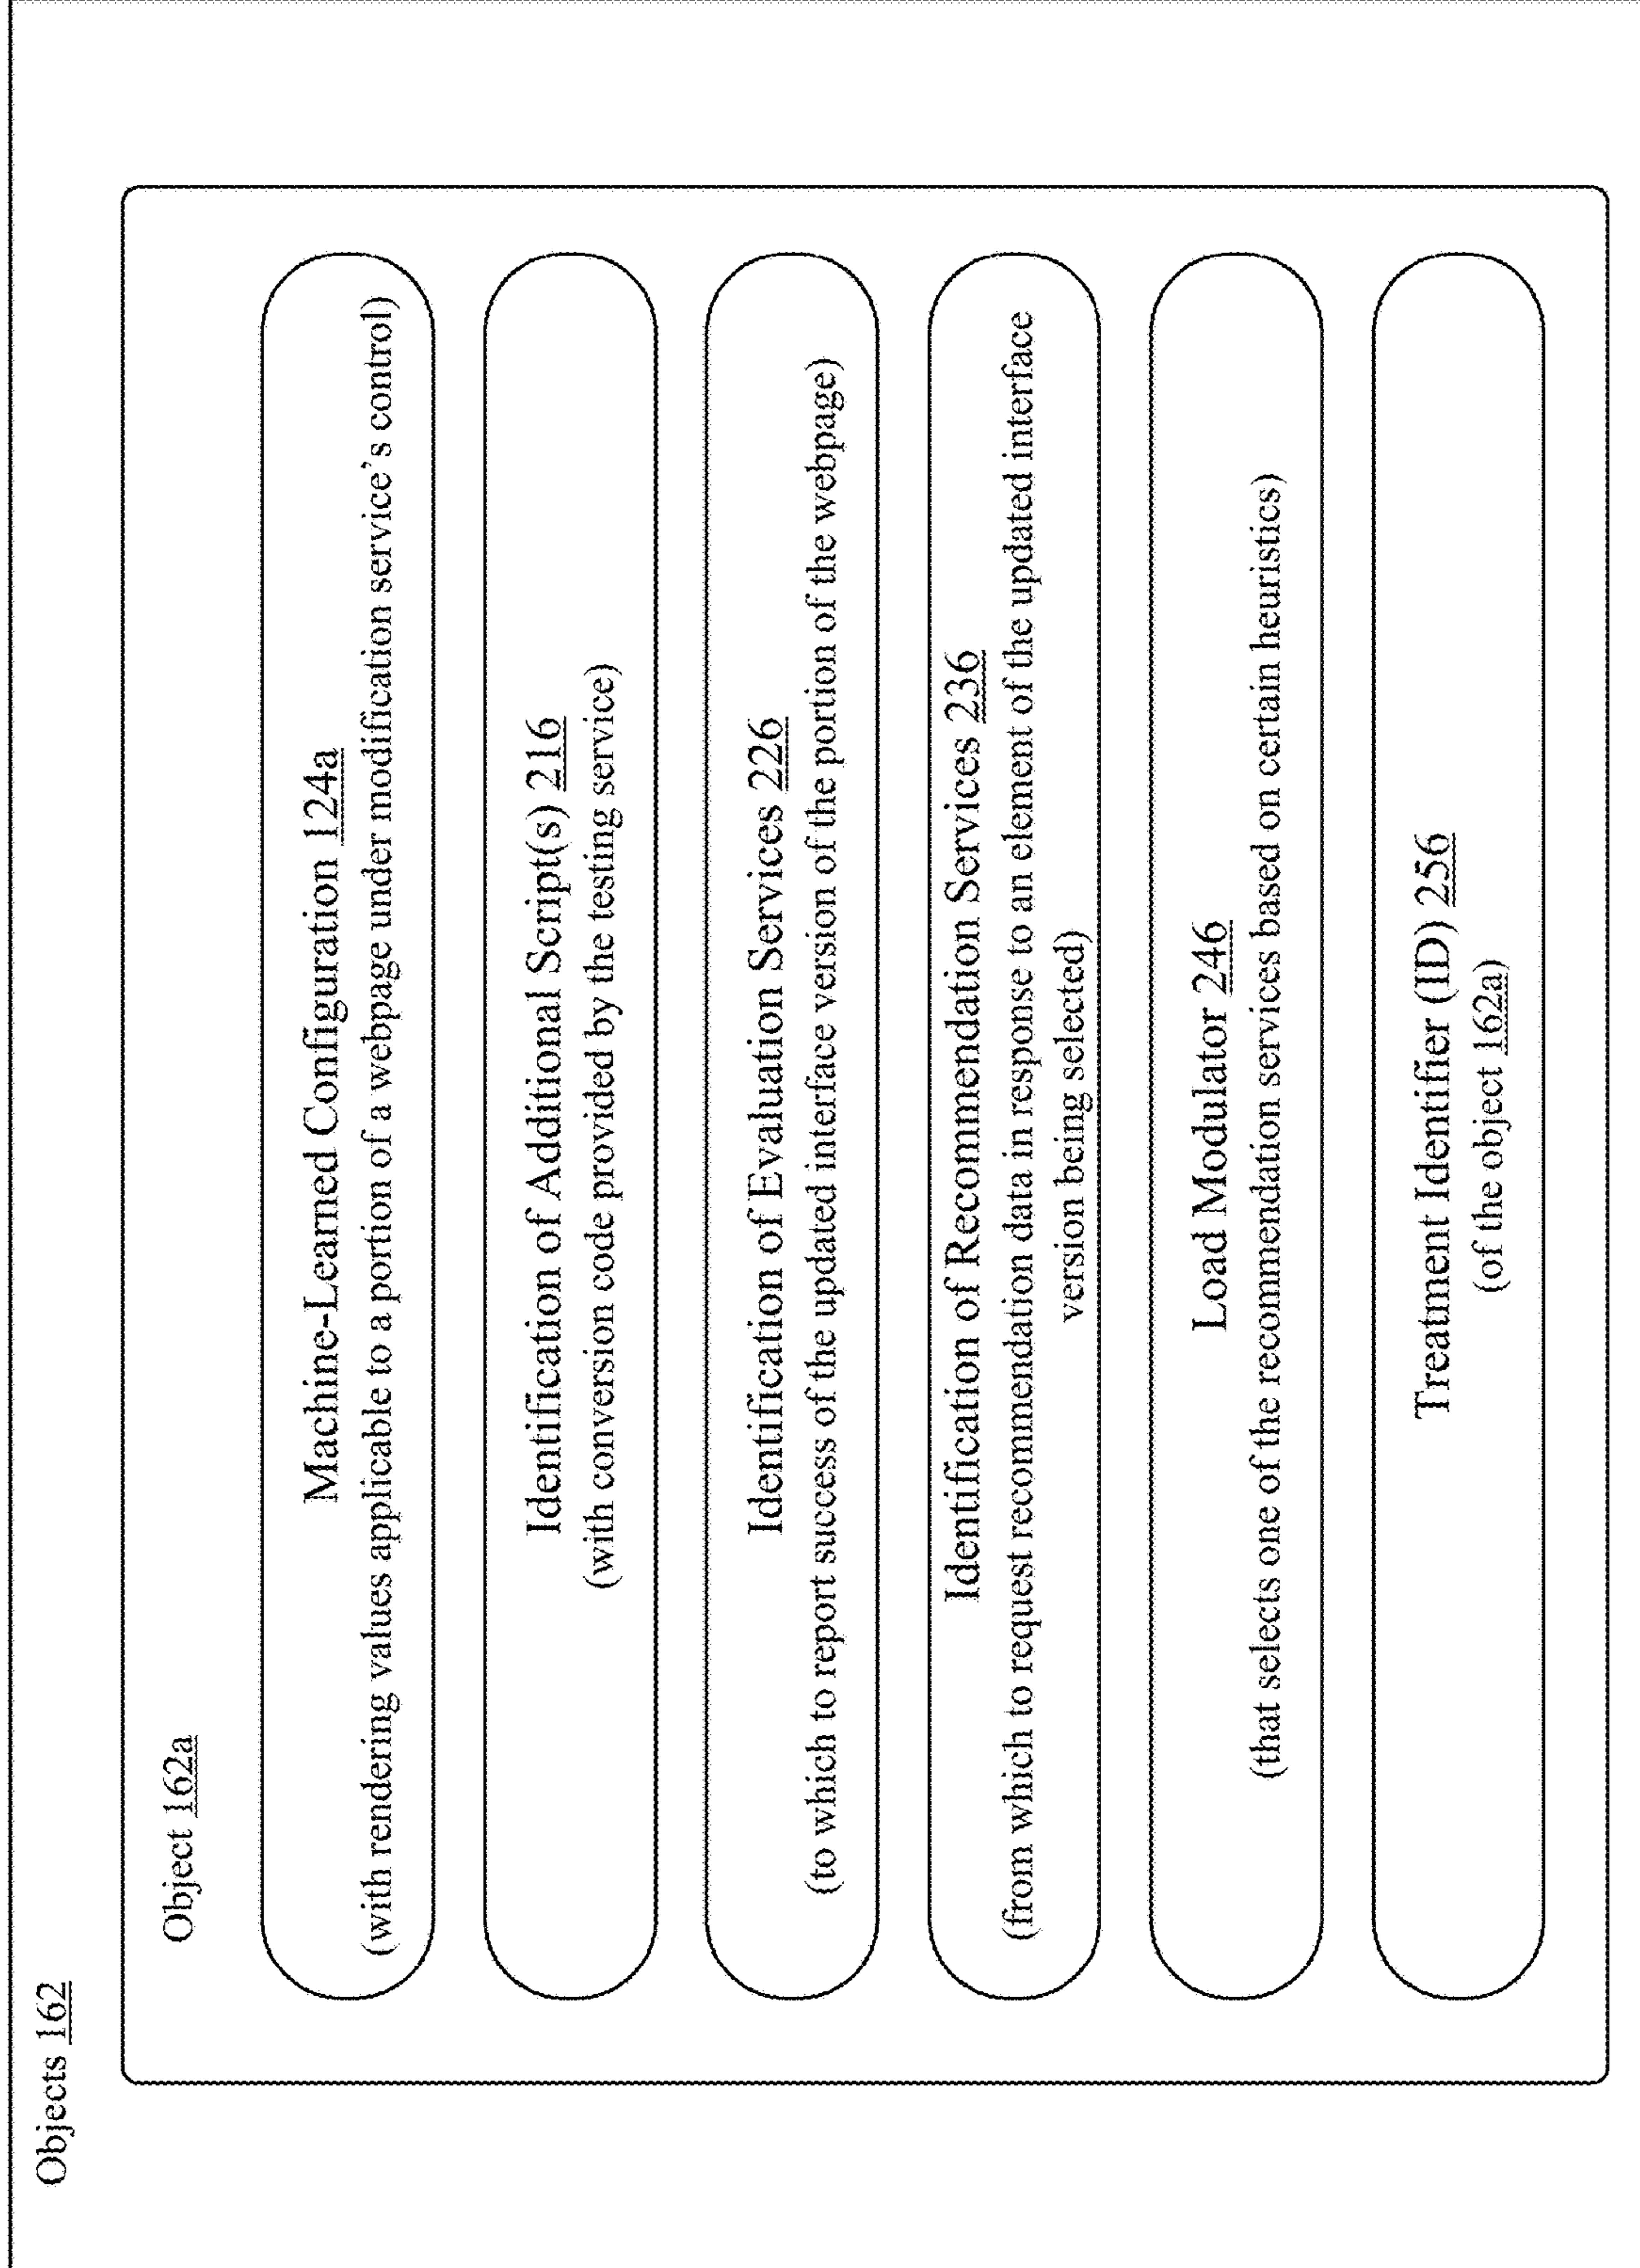 Objects 162
Object 162a
Machine-Learned Configuration 124a
(with rendering values applicable to a portion of a webpage under modification service's control)
Identification of Additional Script(s) 216
(with conversion code provided by the testing service)
Identification of Evaluation Services 226
(to which to report success of the updated interface version of the portion of the webpage)
Identification of Recommendation Services 236
(from which to request recommendation data in response to an element of the updated interface
version being selected)
Load Modulator 246
(that selects one of the recommendation services based on certain heuristics)
Treatment Identifier (ID) 256
(of the object 162a)